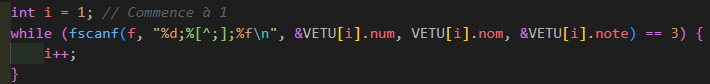 int i = 1; // Commence à 1
while (fscanf(f, "%d;%[^;];%f\n", &VETU[i].num, VETU[i].nom, &VETU[i].note) == 3) {
i++;
}